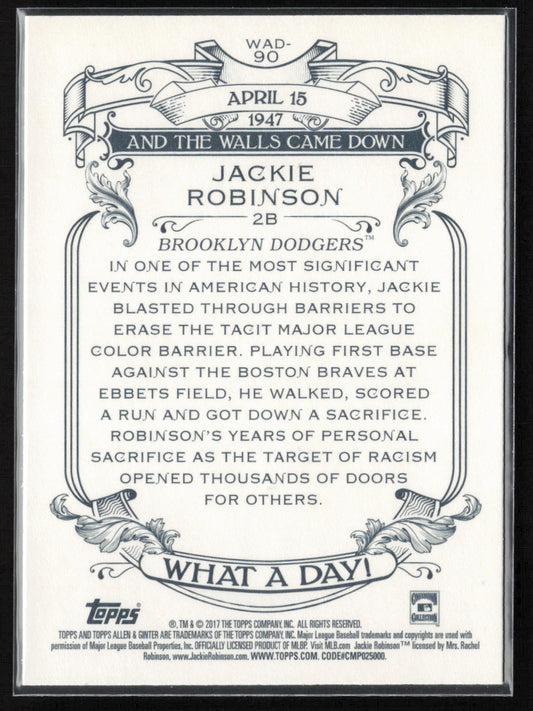 WAD-
90
APRIL 15
1947
AND THE WALLS CAME DOWN
JACKIE
ROBINSON
2B
BROOKLYN DODGERS™
IN ONE OF THE MOST SIGNIFICANT
EVENTS IN AMERICAN HISTORY, JACKIE
BLASTED THROUGH BARRIERS TO
ERASE THE TACIT MAJOR LEAGUE
COLOR BARRIER. PLAYING FIRST BASE
AGAINST THE BOSTON BRAVES AT
EBBETS FIELD, HE WALKED, SCORED
A RUN AND GOT DOWN A SACRIFICE.
ROBINSON'S YEARS OF PERSONAL
SACRIFICE AS THE TARGET OF RACISM
OPENED THOUSANDS OF DOORS
FOR OTHERS.
WHAT A DAY!
topps
®, TM & © 2017 THE TOPPS COMPANY, INC. ALL RIGHTS RESERVED.
TOPPS AND TOPPS ALLEN & GINTER ARE TRADEMARKS OF THE TOPPS COMPANY, INC. Major League Baseball trademarks and copyrights are used with
permission of Major League Baseball Properties, Inc. OFFICIALLY LICENSED PRODUCT OF MLBP. Visit MLB.com Jackie Robinson™ licensed by Mrs. Rachel
Robinson, www.JackieRobinson.com. WWW.TOPPS.COM. CODE#CMP025000.